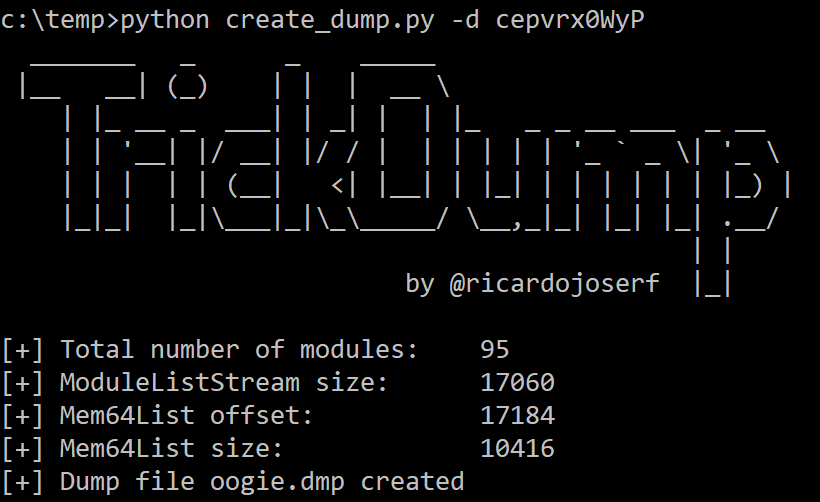 c:\temp>python create_dump.py -d cepvrx0WyP
TrickDump
by @ricardojoserf
[+] Total number of modules: 95
[+] ModuleListStream size: 17060
[+] Mem64List offset: 17184
[+] Mem64List size: 10416
[+] Dump file oogie.dmp created